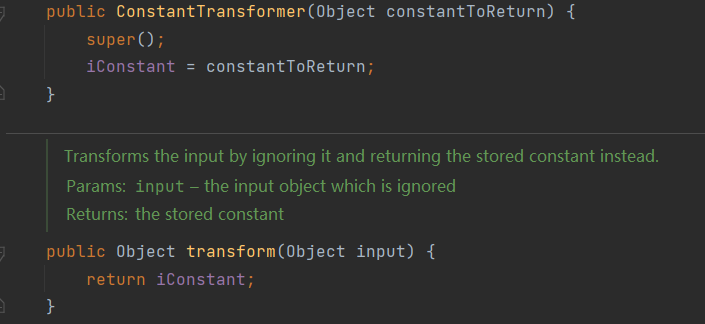 public ConstantTransformer(Object constantToReturn) {
super();
iConstant = constantToReturn;
}
Transforms the input by ignoring it and returning the stored constant instead.
Params: input – the input object which is ignored
Returns: the stored constant
public Object transform(Object input) {
return iConstant;
}